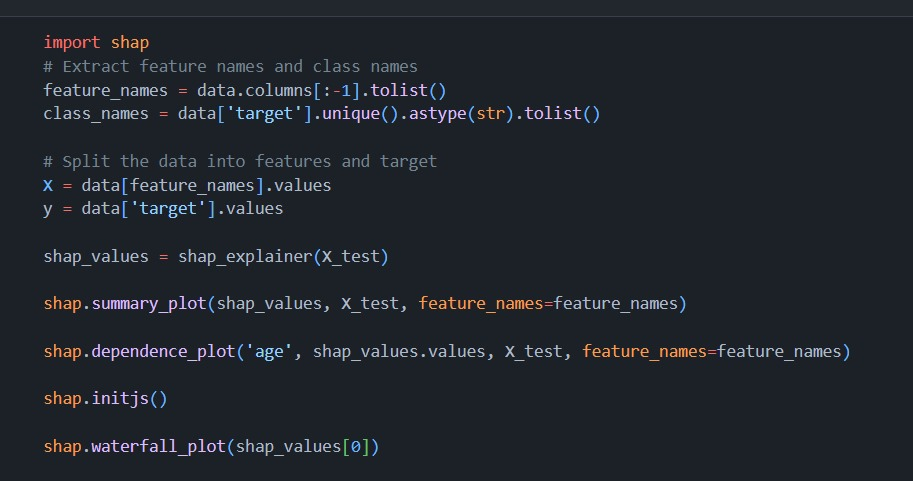 import shap
# Extract feature names and class names
feature_names = data.columns[:-1].tolist()
class_names = data['target'].unique().astype(str).tolist()
# Split the data into features and target
X = data[feature_names].values
y = data['target'].values
shap_values = shap_explainer(X_test)
shap.summary_plot(shap_values, X_test, feature_names=feature_names)
shap.dependence_plot('age', shap_values.values, X_test, feature_names=feature_names)
shap.initjs()
shap.waterfall_plot(shap_values[0])